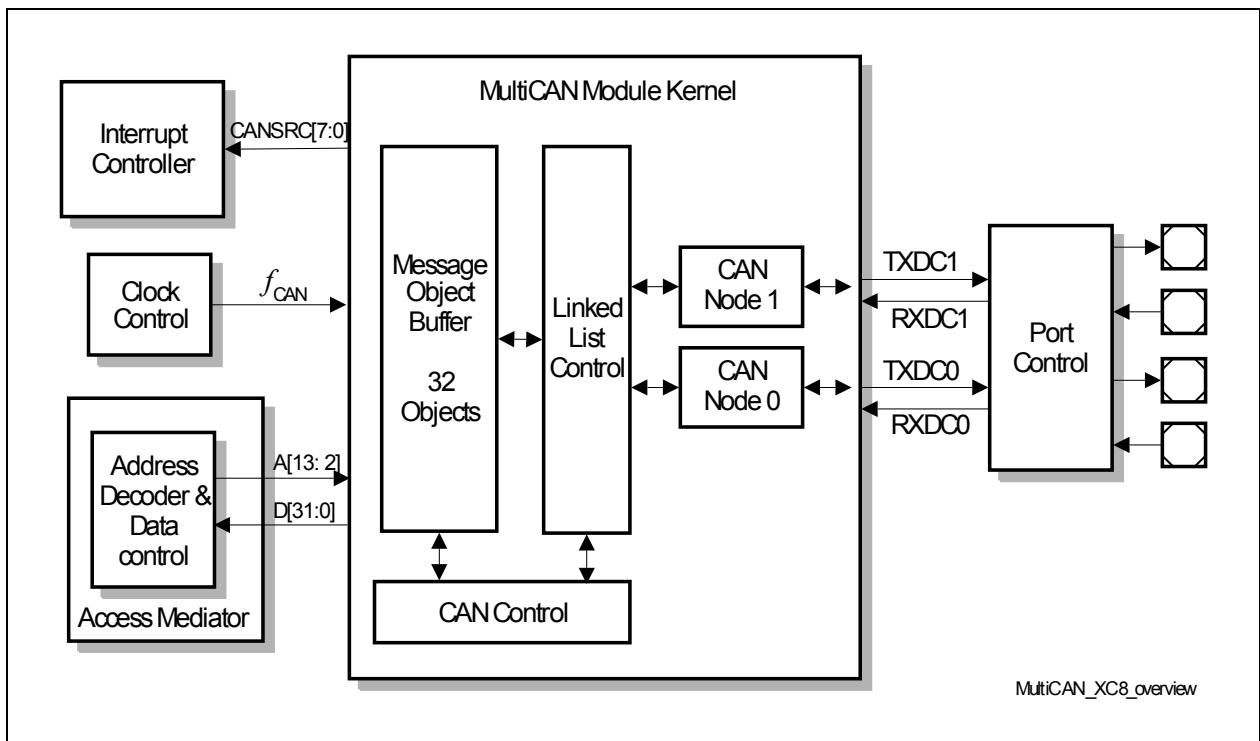 MultiCAN Module Kernel
Interrupt
Controller
CANSRC[7:0]
Clock
Control
fCAN
Address
Decoder &
Data
control
A[13: 2]
D[31:0]
Access Mediator
Message
Object
Buffer
32
Objects
Linked
List
Control
CAN
Node 1
CAN
Node 0
CAN Control
TXDC1
RXDC1
TXDC0
RXDC0
Port
Control
MultiCAN_XC8_overview